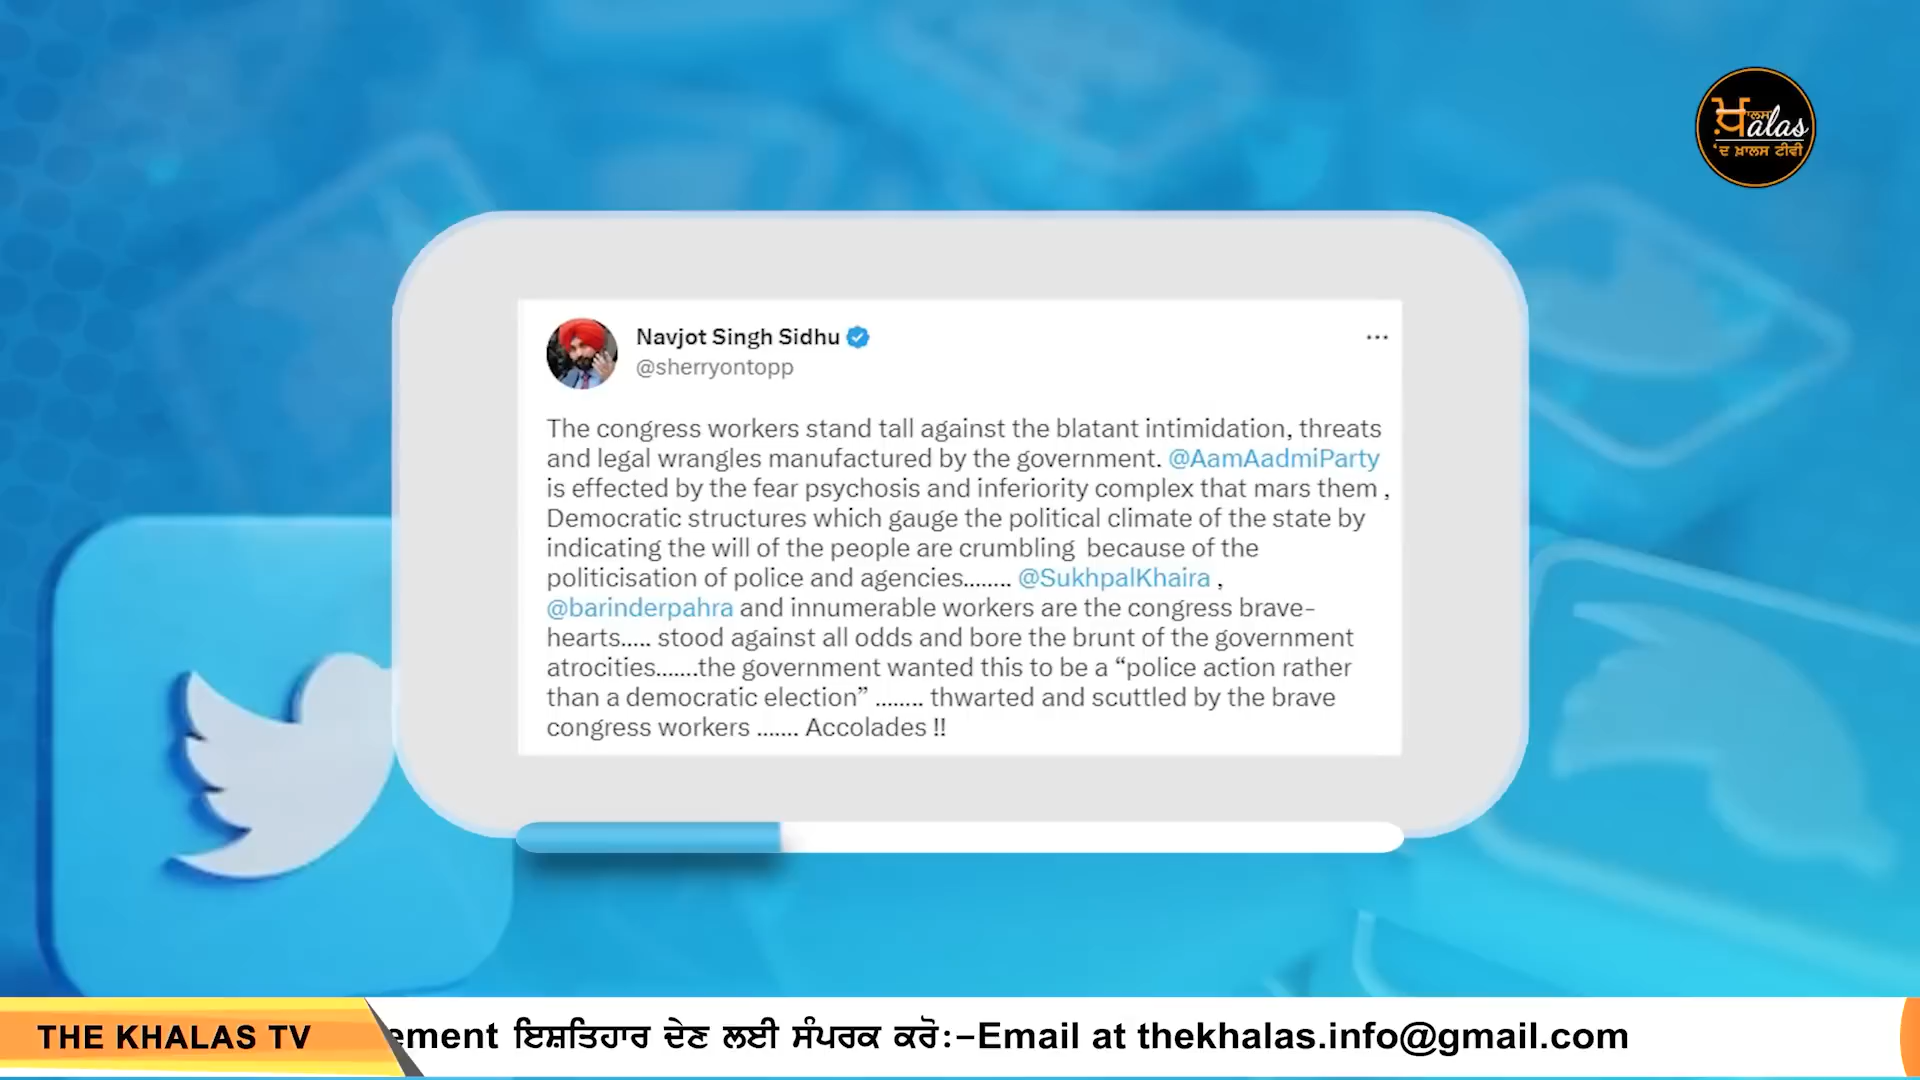 ਖ਼ਾਲਸ
alas
'ਦ ਖ਼ਾਲਸ ਟੀਵੀ
Navjot Singh Sidhu
@sherryontopp
The congress workers stand tall against the blatant intimidation, threats
and legal wrangles manufactured by the government. @AamAadmiParty
is effected by the fear psychosis and inferiority complex that mars them ,
Democratic structures which gauge the political climate of the state by
indicating the will of the people are crumbling because of the
politicisation of police and agencies........ @SukhpalKhaira ,
@barinderpahra and innumerable workers are the congress brave-
hearts..... stood against all odds and bore the brunt of the government
atrocities.......the government wanted this to be a “police action rather
than a democratic election” ........ thwarted and scuttled by the brave
congress workers ....... Accolades !!
THE KHALAS TV
ement ਇਸ਼ਤਿਹਾਰ ਦੇਣ ਲਈ ਸੰਪਰਕ ਕਰੋ:-Email at thekhalas.info@gmail.com